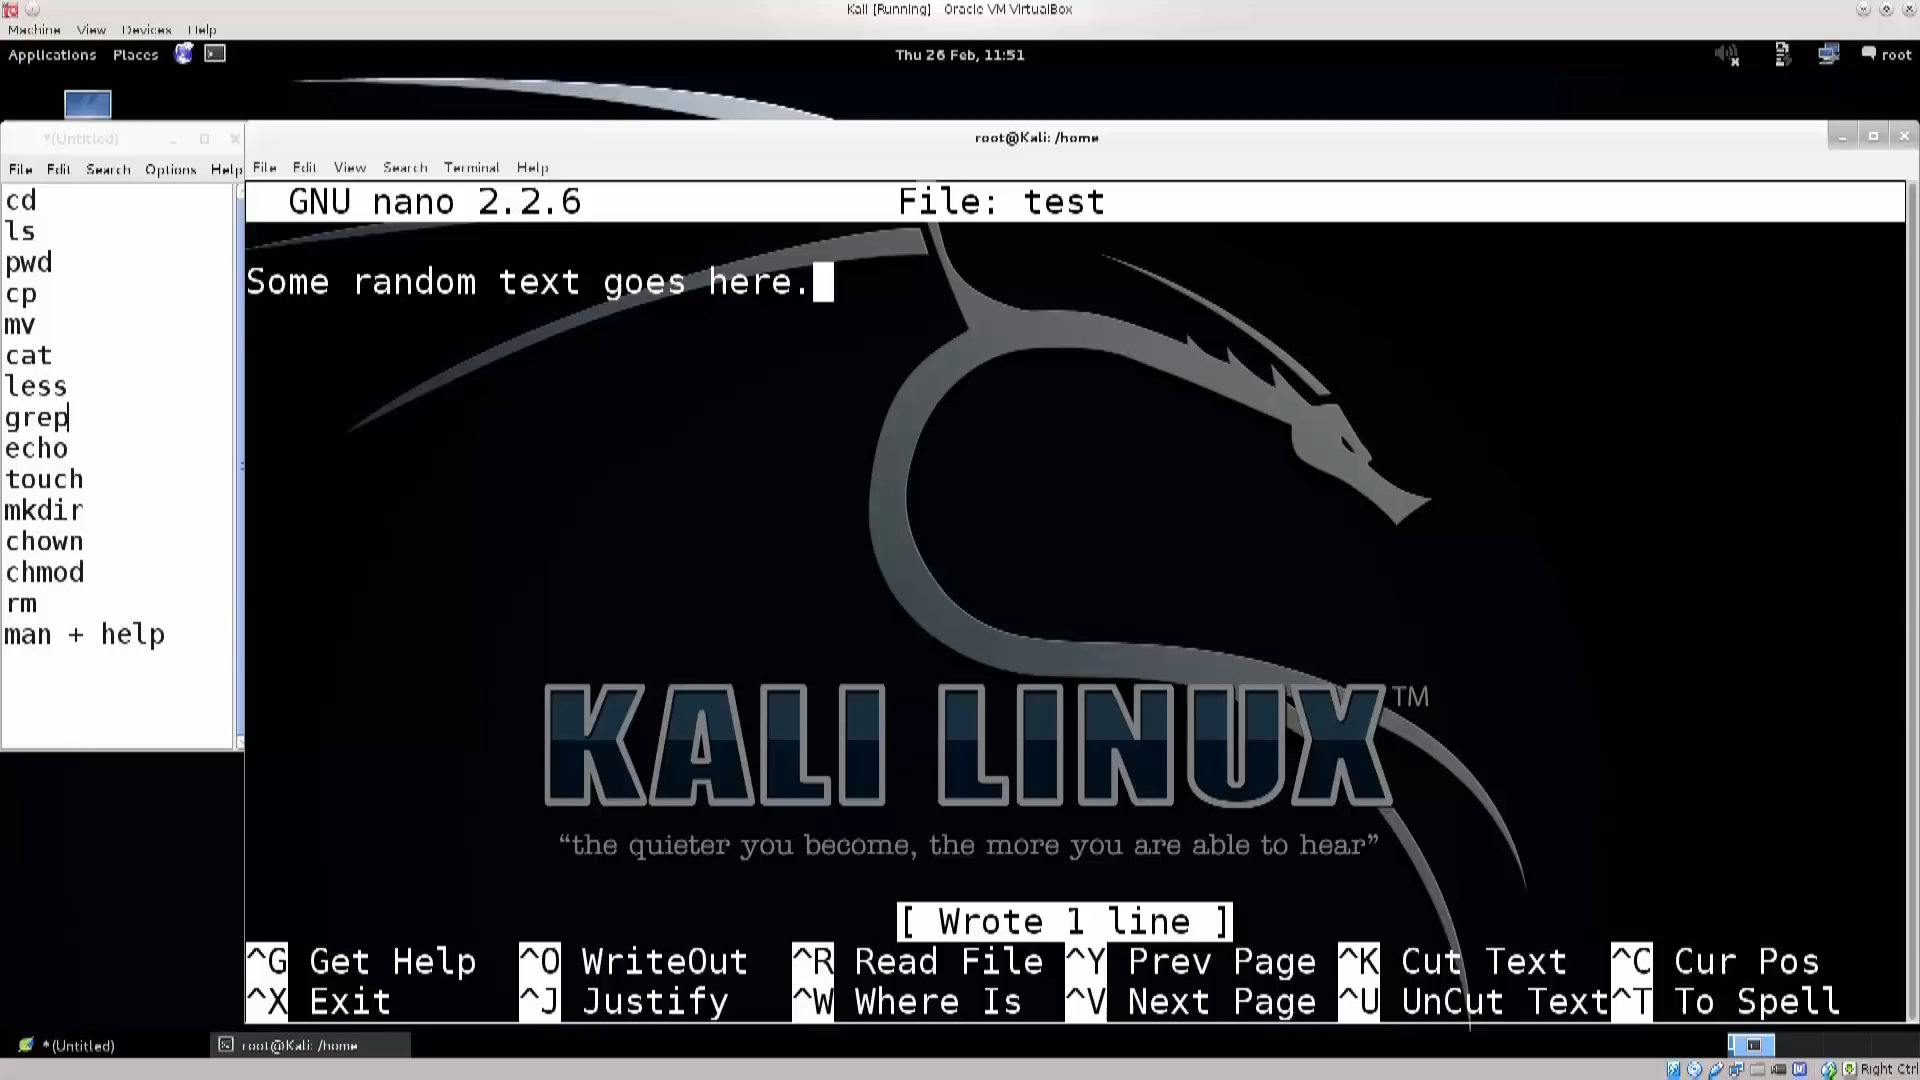 Kali [Running] - Oracle VM VirtualBox
Machine View Devices Help
Applications Places
Thu 26 Feb, 11:51
root
*(Untitled)
File Edit Search Options Help
cd
ls
pwd
cp
mv
cat
less
grep
echo
touch
mkdir
chown
chmod
rm
man + help
root@Kali: /home
File Edit View Search Terminal Help
GNU nano 2.2.6 File: test
Some random text goes here.
KALI LINUX™
“the quieter you become, the more you are able to hear”
[ Wrote 1 line ]
^G Get Help ^O WriteOut ^R Read File ^Y Prev Page ^K Cut Text ^C Cur Pos
^X Exit ^J Justify ^W Where Is ^V Next Page ^U UnCut Text ^T To Spell
*(Untitled)
root@Kali: /home
Right Ctrl